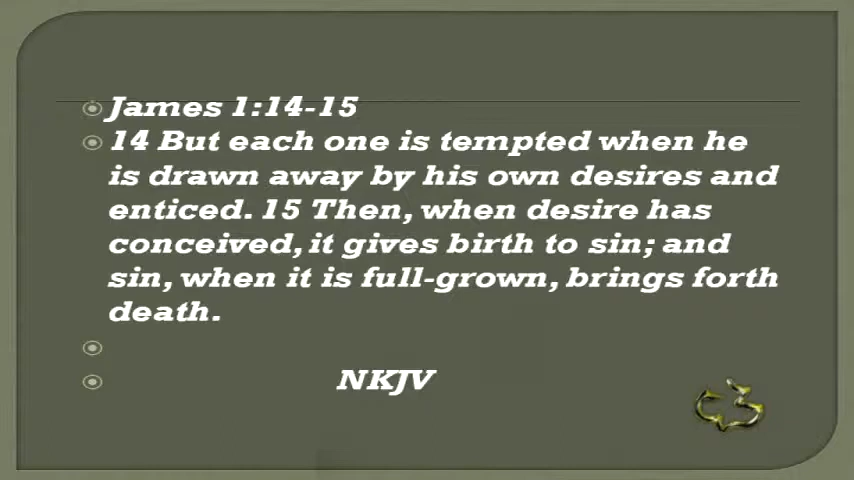 James 1:14-15
14 But each one is tempted when he
is drawn away by his own desires and
enticed. 15 Then, when desire has
conceived, it gives birth to sin; and
sin, when it is full-grown, brings forth
death.
NKJV
C3